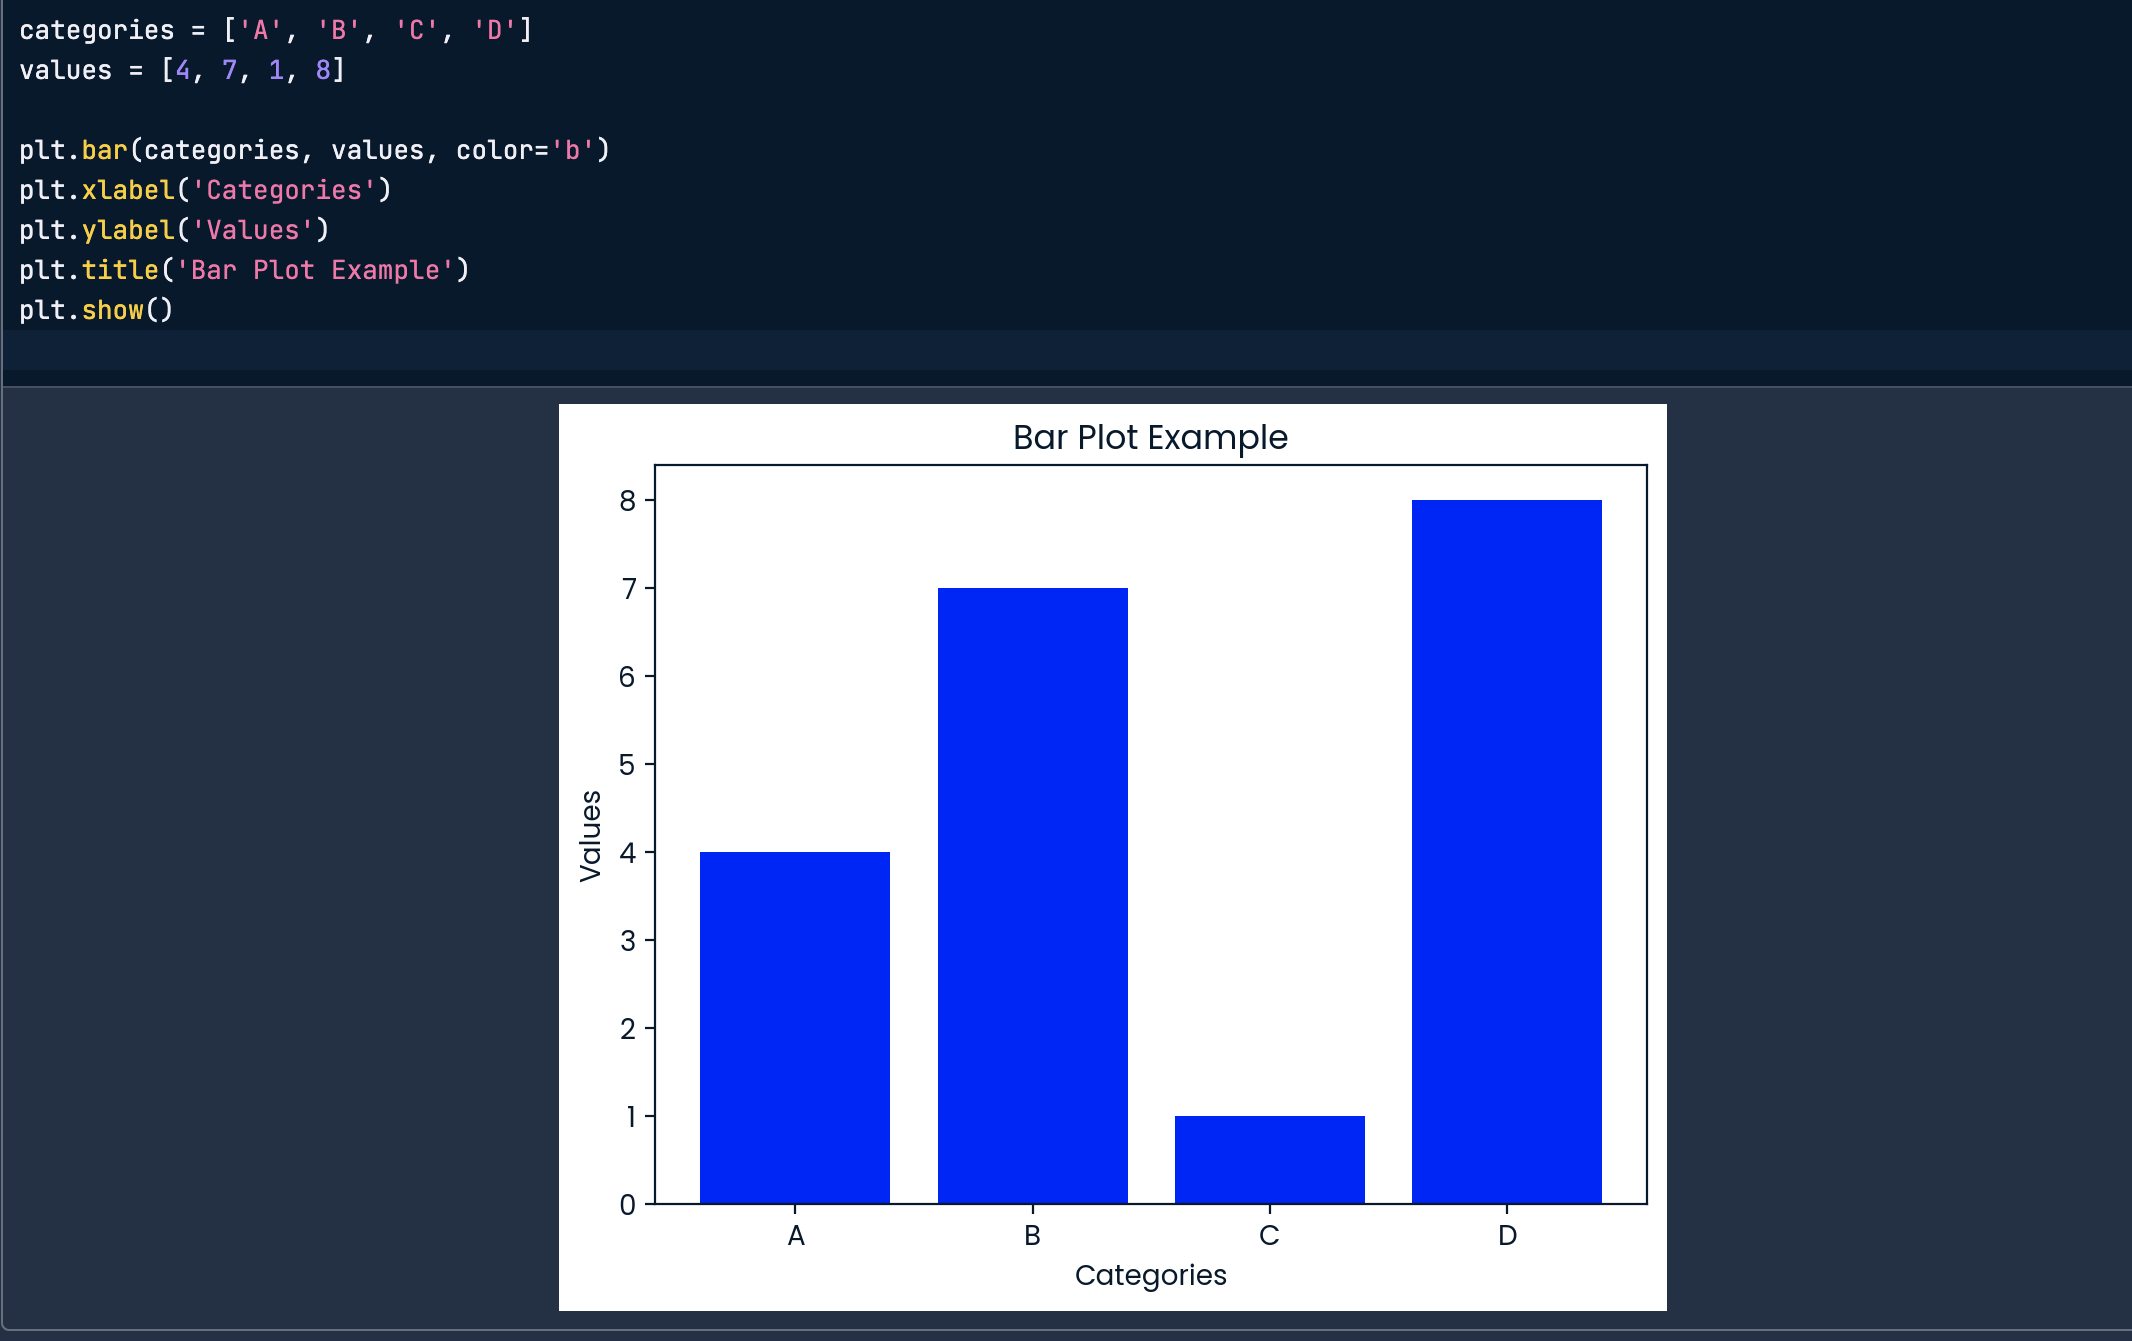 categories = ['A', 'B', 'C', 'D']
values = [4, 7, 1, 8]
plt.bar(categories, values, color='b')
plt.xlabel('Categories')
plt.ylabel('Values')
plt.title('Bar Plot Example')
plt.show()
Bar Plot Example
8
7
6
5
4
3
2
1
0
Values
A B C D
Categories